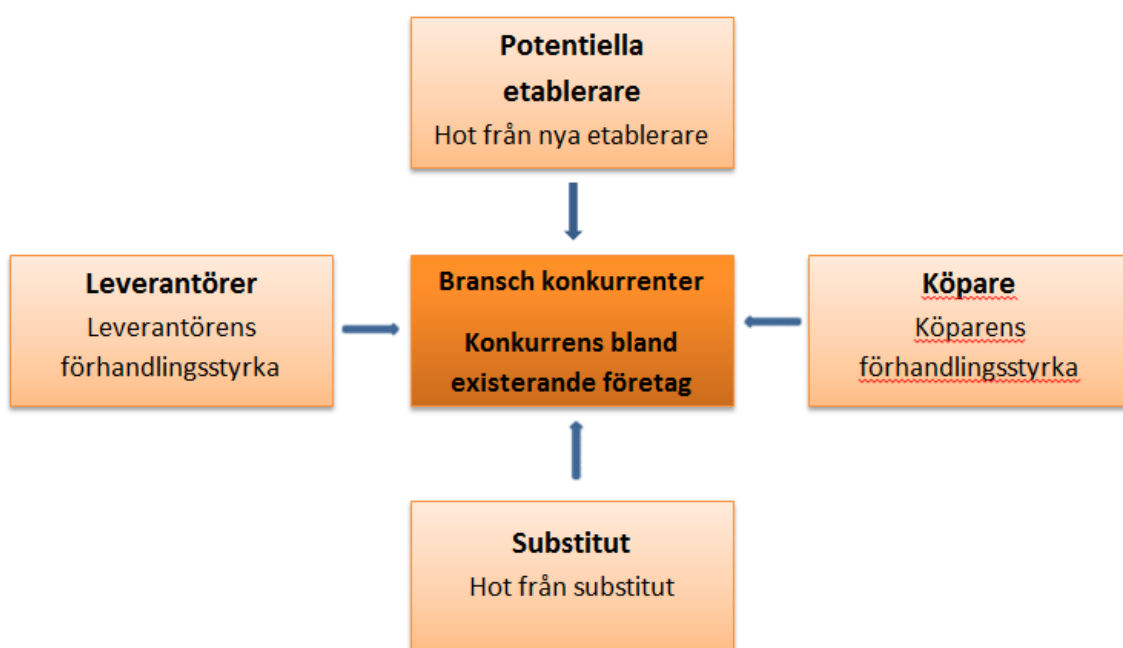 Potentiella
etablerare
Hot från nya etablerare
Leverantörer
Leverantörens
förhandlingsstyrka
Bransch konkurrenter
Konkurrens bland
existerande företag
Köpare
Köparens
förhandlingsstyrka
Substitut
Hot från substitut